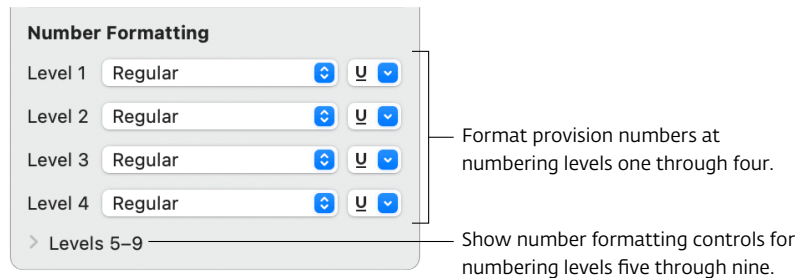 Number Formatting
Level 1 Regular U
Level 2 Regular U
Level 3 Regular U
Level 4 Regular U
Levels 5–9
Format provision numbers at
numbering levels one through four.
Show number formatting controls for
numbering levels five through nine.